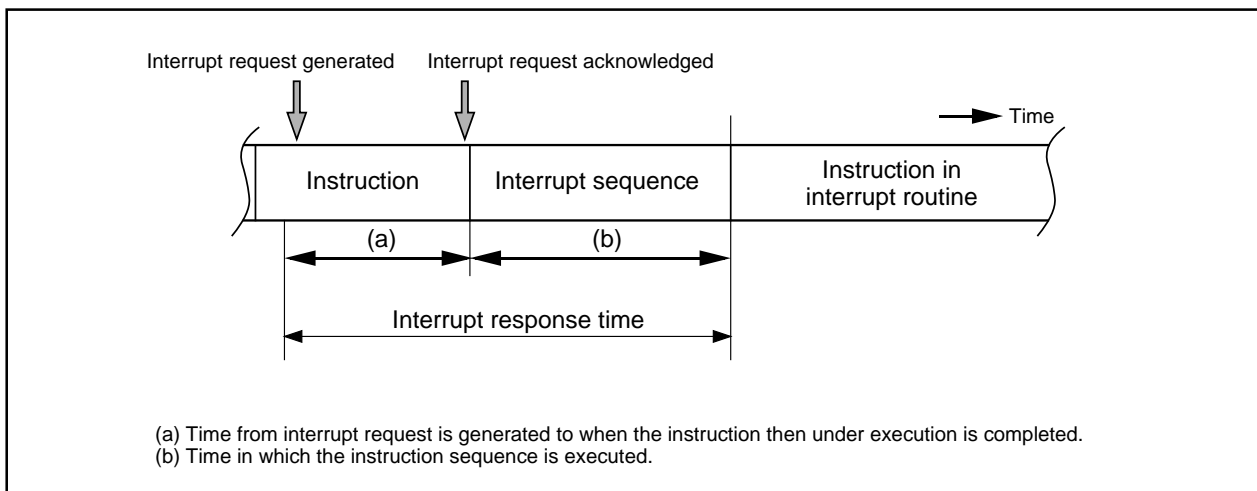 Interrupt request generated
Interrupt request acknowledged
Time
Instruction
Interrupt sequence
Instruction in
interrupt routine
(a)
(b)
Interrupt response time
(a) Time from interrupt request is generated to when the instruction then under execution is completed.
(b) Time in which the instruction sequence is executed.